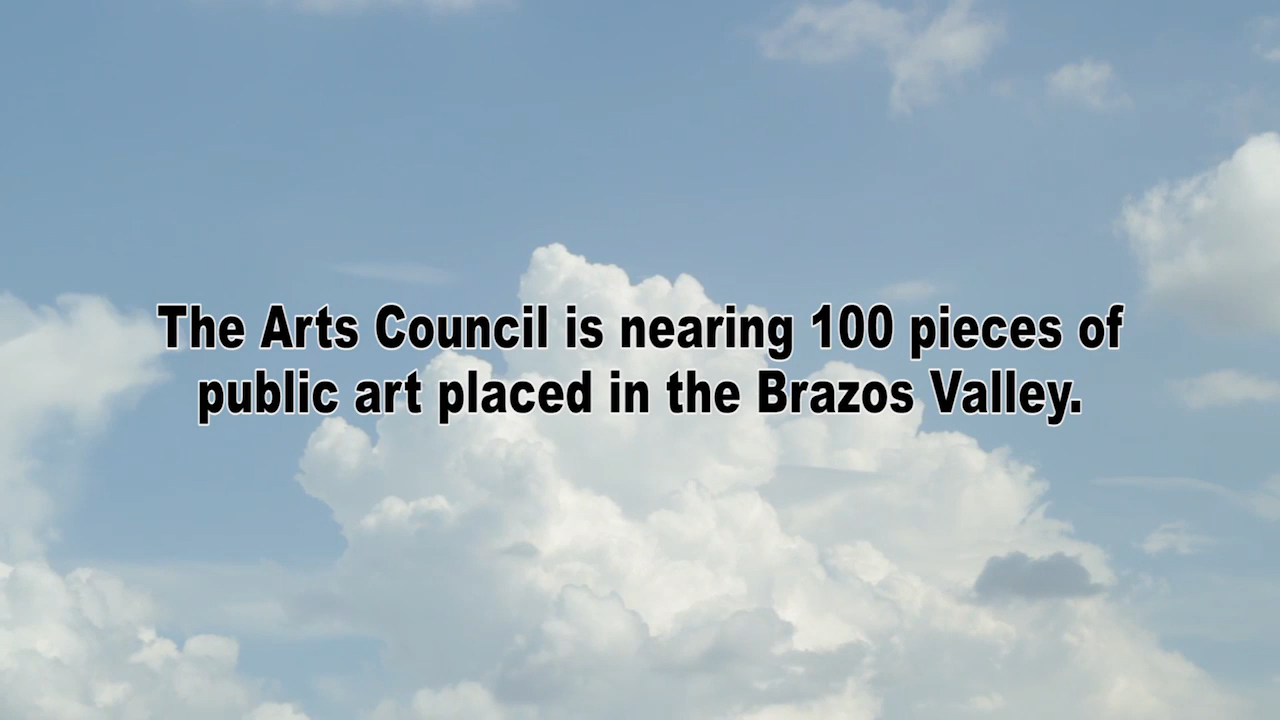 The Arts Council is nearing 100 pieces of
public art placed in the Brazos Valley.